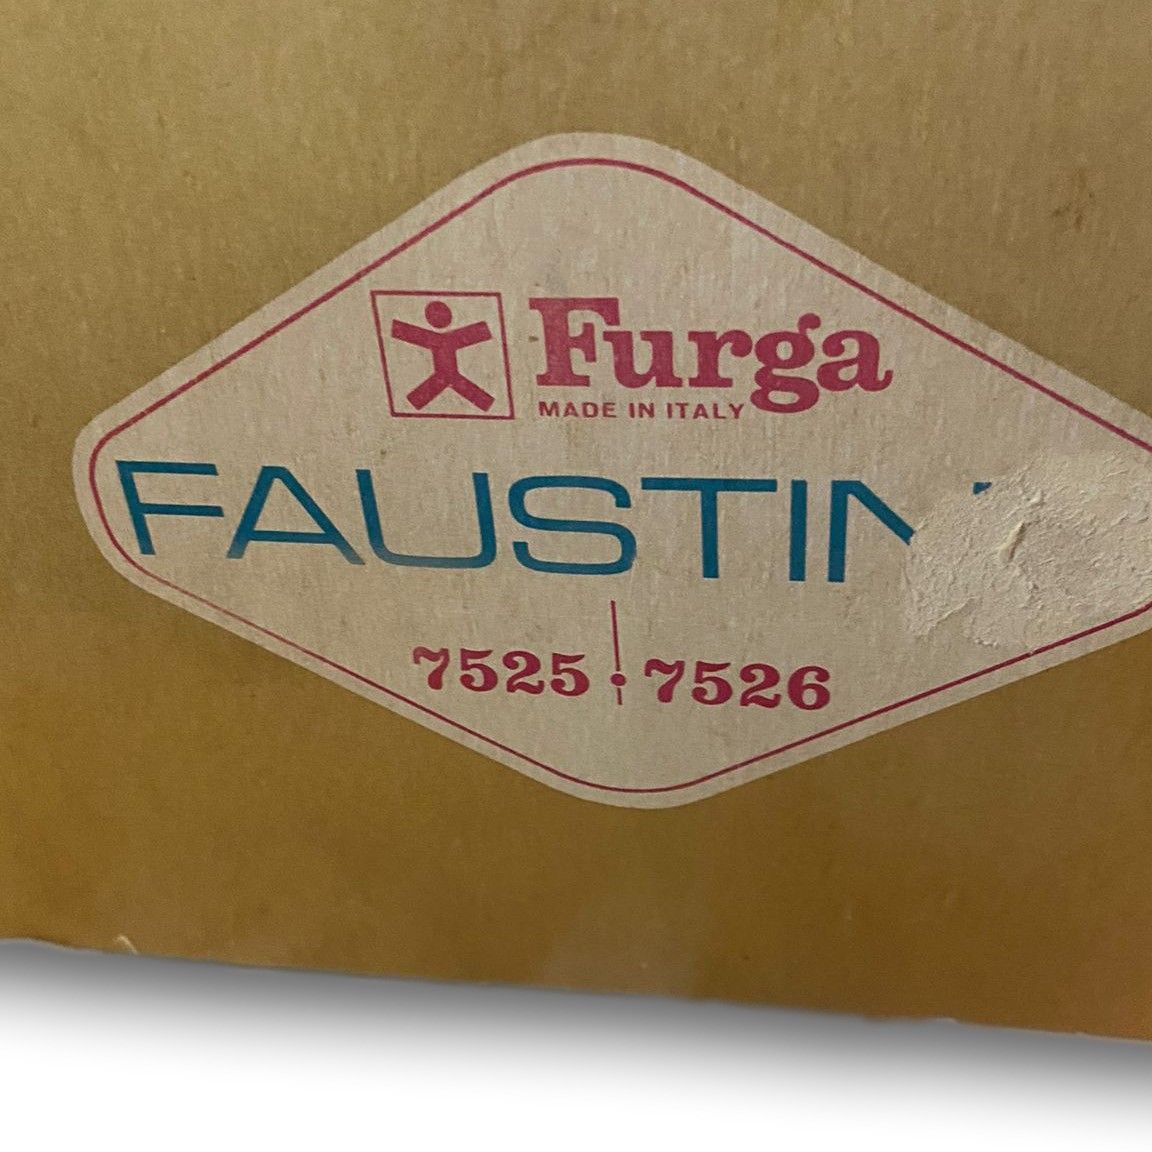 Furga
MADE IN ITALY
FAUSTIN
7525 7526